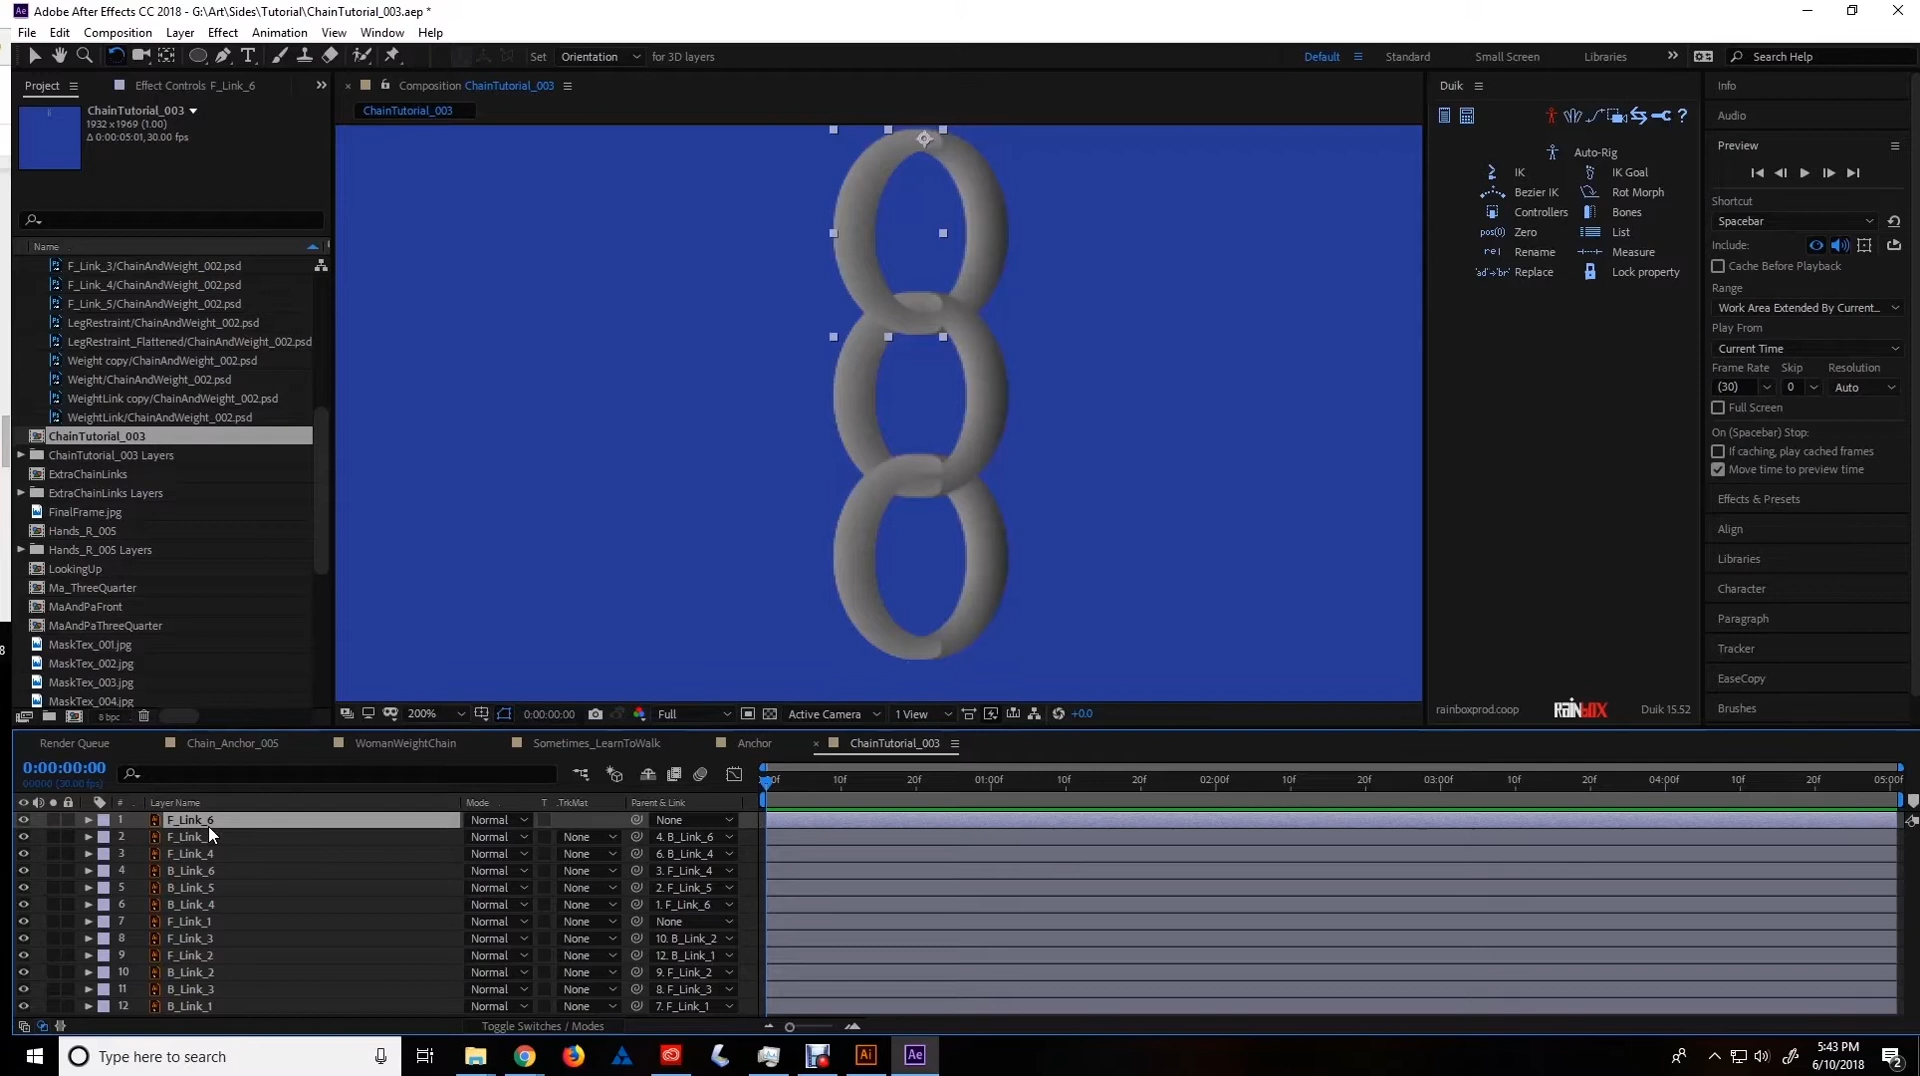 Adobe After Effects CC 2018 - G:\Art\Sides\Tutorial\ChainTutorial_003.aep *
File Edit Composition Layer Effect Animation View Window Help
Set Orientation for 3D layers Default Standard Small Screen Libraries Search Help
Project Effect Controls F_Link_6
Composition ChainTutorial_003
ChainTutorial_003
ChainTutorial_003
1932 x 1969 (1.00)
Δ 0:00:05:01, 30.00 fps
Name
F_Link_3/ChainAndWeight_002.psd
F_Link_4/ChainAndWeight_002.psd
F_Link_5/ChainAndWeight_002.psd
LegRestraint/ChainAndWeight_002.psd
LegRestraint_Flattened/ChainAndWeight_002.psd
Weight copy/ChainAndWeight_002.psd
Weight/ChainAndWeight_002.psd
WeightLink copy/ChainAndWeight_002.psd
WeightLink/ChainAndWeight_002.psd
ChainTutorial_003
ChainTutorial_003 Layers
ExtraChainLinks
ExtraChainLinks Layers
FinalFrame.jpg
Hands_R_005
Hands_R_005 Layers
LookingUp
Ma_ThreeQuarter
MaAndPaFront
MaAndPaThreeQuarter
MaskTex_001.jpg
MaskTex_002.jpg
MaskTex_003.jpg
MaskTex_004.jpg
8 bpc
200% 0:00:00:00 Full Active Camera 1 View +0.0
Duik
Auto-Rig
IK IK Goal
Bezier IK Rot Morph
Controllers Bones
pos(0) Zero List
rel Rename Measure
'ad'→'br' Replace Lock property
rainboxprod.coop RAiNBOX Duik 15.52
Info
Audio
Preview
Shortcut
Spacebar
Include:
Cache Before Playback
Range
Work Area Extended By Current...
Play From
Current Time
Frame Rate Skip Resolution
(30) 0 Auto
Full Screen
On (Spacebar) Stop:
If caching, play cached frames
Move time to preview time
Effects & Presets
Align
Libraries
Character
Paragraph
Tracker
EaseCopy
Brushes
Render Queue Chain_Anchor_005 WomanWeightChain Sometimes_LearnToWalk Anchor ChainTutorial_003
0:00:00:00
00000 (30.00 fps)
10f 20f 01:00f 10f 20f 02:00f 10f 20f 03:00f 10f 20f 04:00f 10f 20f 05:00f
# Layer Name Mode T .TrkMat Parent & Link
1 F_Link_6 Normal None
2 F_Link_ Normal None 4. B_Link_6
3 F_Link_4 Normal None 6. B_Link_4
4 B_Link_6 Normal None 3. F_Link_4
5 B_Link_5 Normal None 2. F_Link_5
6 B_Link_4 Normal None 1. F_Link_6
7 F_Link_1 Normal None None
8 F_Link_3 Normal None 10. B_Link_2
9 F_Link_2 Normal None 12. B_Link_1
10 B_Link_2 Normal None 9. F_Link_2
11 B_Link_3 Normal None 8. F_Link_3
12 B_Link_1 Normal None 7. F_Link_1
Toggle Switches / Modes
Type here to search
5:43 PM
6/10/2018
2